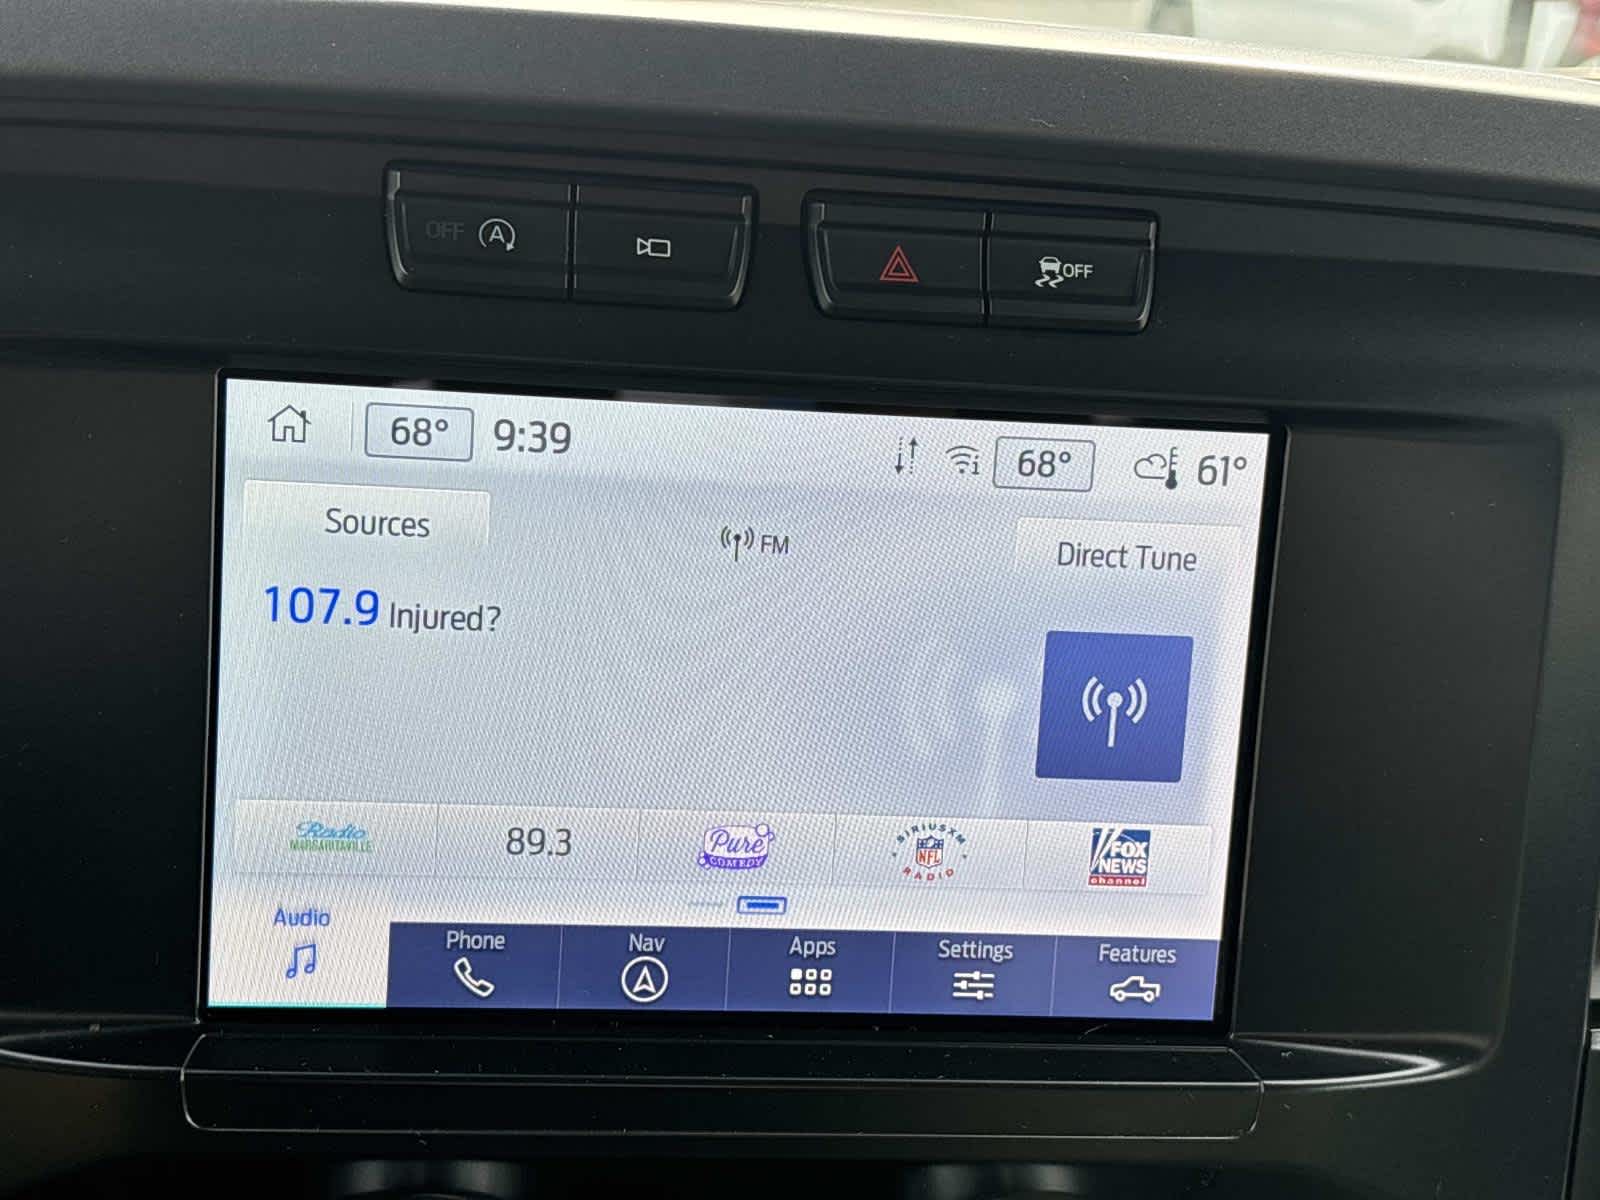 OFF A
OFF
68° 9:39
68° 61°
Sources
FM
Direct Tune
107.9 Injured?
Radio
MARGARITAVILLE
89.3
Pure
COMEDY
SIRIUSXM
NFL
RADIO
FOX
NEWS
channel
Audio
Phone
Nav
Apps
Settings
Features